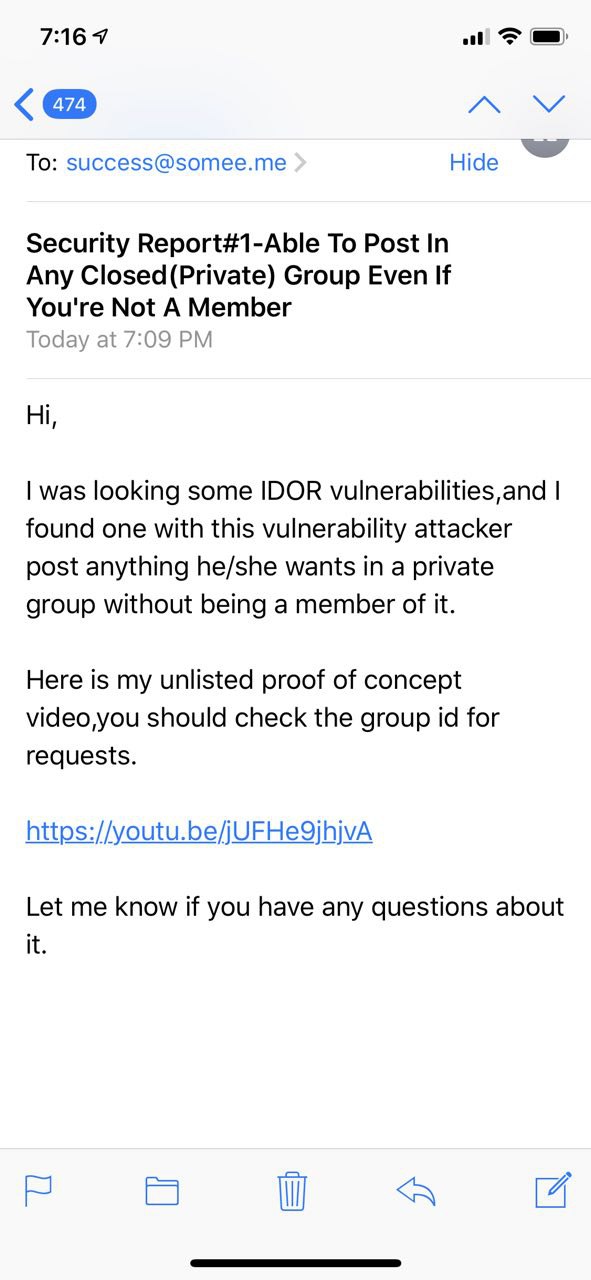 7:16
474
To: success@somee.me
Hide
Security Report#1-Able To Post In
Any Closed(Private) Group Even If
You're Not A Member
Today at 7:09 PM
Hi,
I was looking some IDOR vulnerabilities,and I
found one with this vulnerability attacker
post anything he/she wants in a private
group without being a member of it.
Here is my unlisted proof of concept
video,you should check the group id for
requests.
https://youtu.be/jUFHe9jhjvA
Let me know if you have any questions about
it.